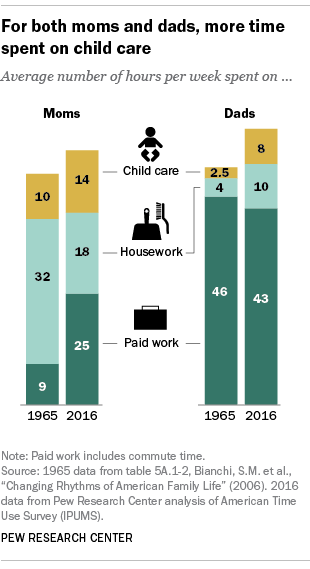 For both moms and dads, more time
spent on child care
Average number of hours per week spent on ...
Moms Dads
8
14 Child care 2.5
10 4 10
18 Housework
32
46 43
25 Paid work
9
1965 2016 1965 2016
Note: Paid work includes commute time.
Source: 1965 data from table 5A.1-2, Bianchi, S.M. et al.,
“Changing Rhythms of American Family Life” (2006). 2016
data from Pew Research Center analysis of American Time
Use Survey (IPUMS).
PEW RESEARCH CENTER